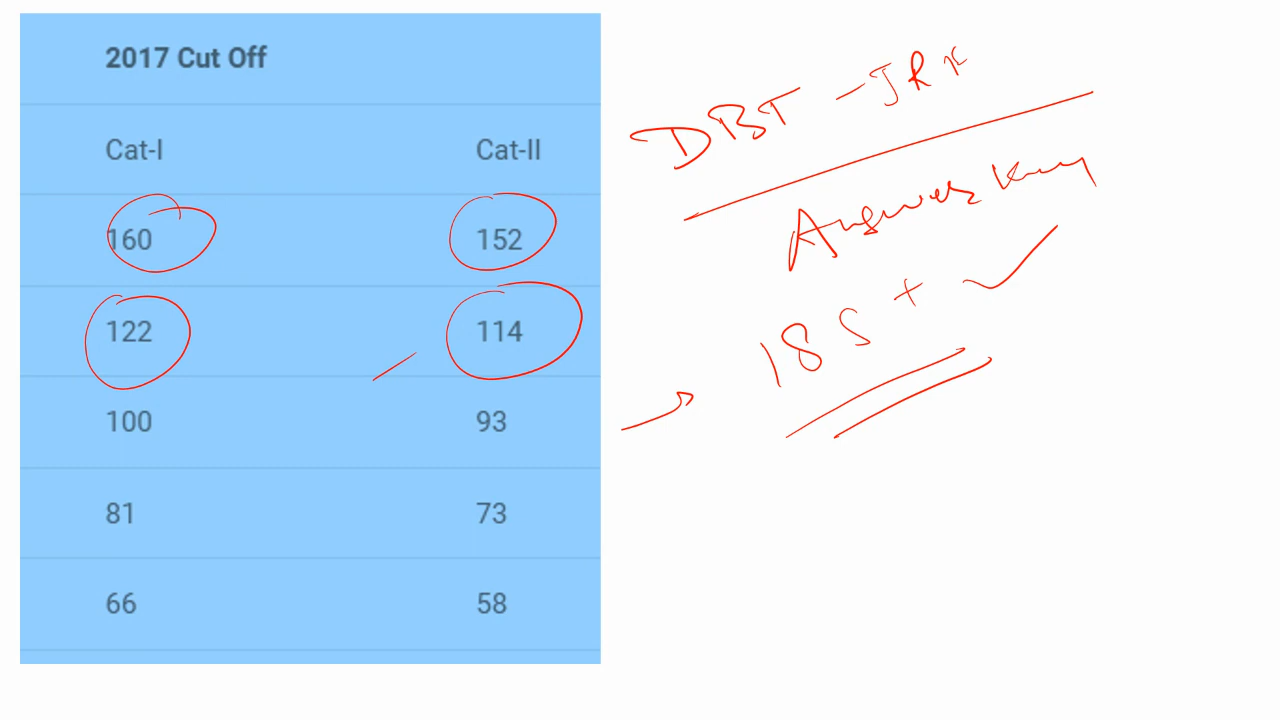 2017 Cut Off
Cat-I Cat-II
160 152
122 114
100 93
81 73
66 58
DBT - JRF
Answer Key
185 +